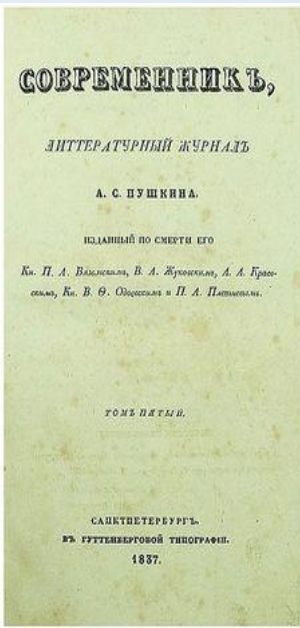 СОВРЕМЕННИКЪ,
ЛИТТЕРАТУРНЫЙ ЖУРНАЛЪ
А. С. ПУШКИНА.
ИЗДАННЫЙ ПО СМЕРТИ ЕГО
Кн. П. А. Вяземскимъ, В. А. Жуковскимъ, А. А. Краев-
скимъ, Кн. В. Ѳ. Одоевскимъ и П. А. Плетневымъ.
ТОМЪ ПЯТЫЙ.
САНКТПЕТЕРБУРГЪ.
ВЪ ГУТТЕНБЕРГОВОЙ ТИПОГРАФІИ.
1837.